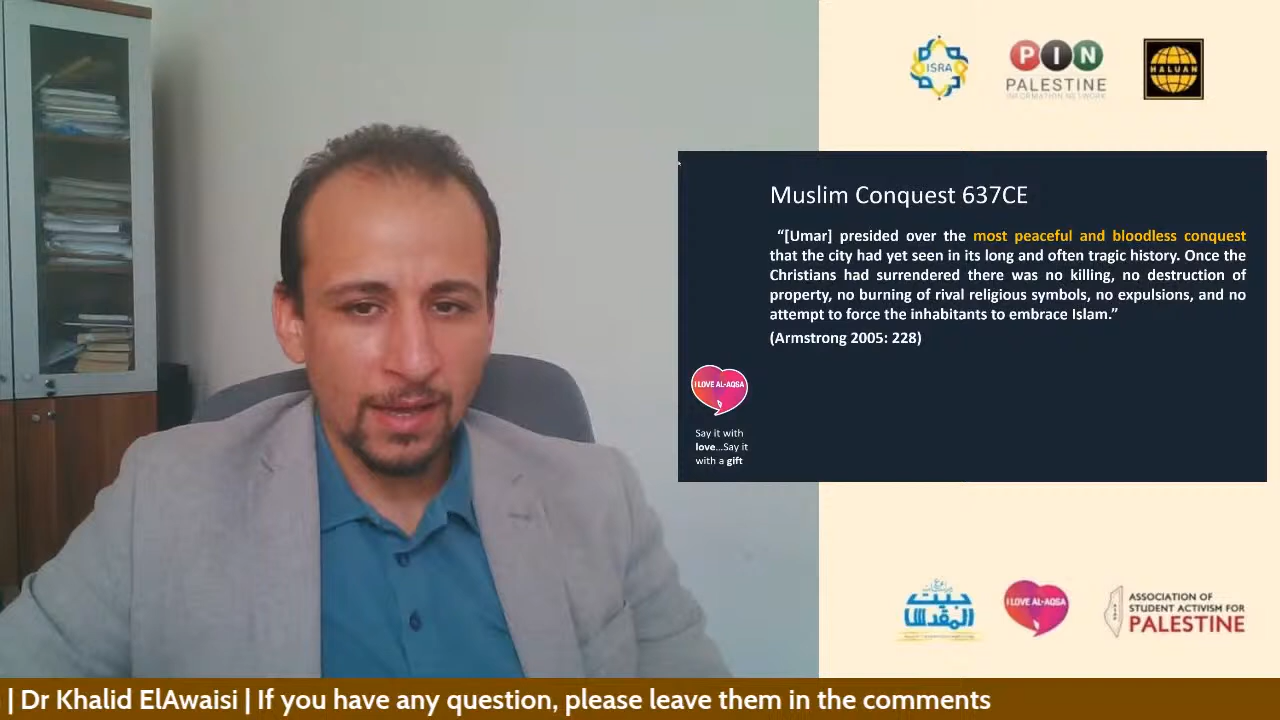 ISRA
PIN
PALESTINE
INFORMATION NETWORK
HALUAN
Muslim Conquest 637CE
“[Umar] presided over the most peaceful and bloodless conquest
that the city had yet seen in its long and often tragic history. Once the
Christians had surrendered there was no killing, no destruction of
property, no burning of rival religious symbols, no expulsions, and no
attempt to force the inhabitants to embrace Islam.”
(Armstrong 2005: 228)
I LOVE AL-AQSA
Say it with
love...Say it
with a gift
بيت
المقدس
I LOVE AL-AQSA
ASSOCIATION OF
STUDENT ACTIVISM FOR
PALESTINE
| Dr Khalid ElAwaisi | If you have any question, please leave them in the comments